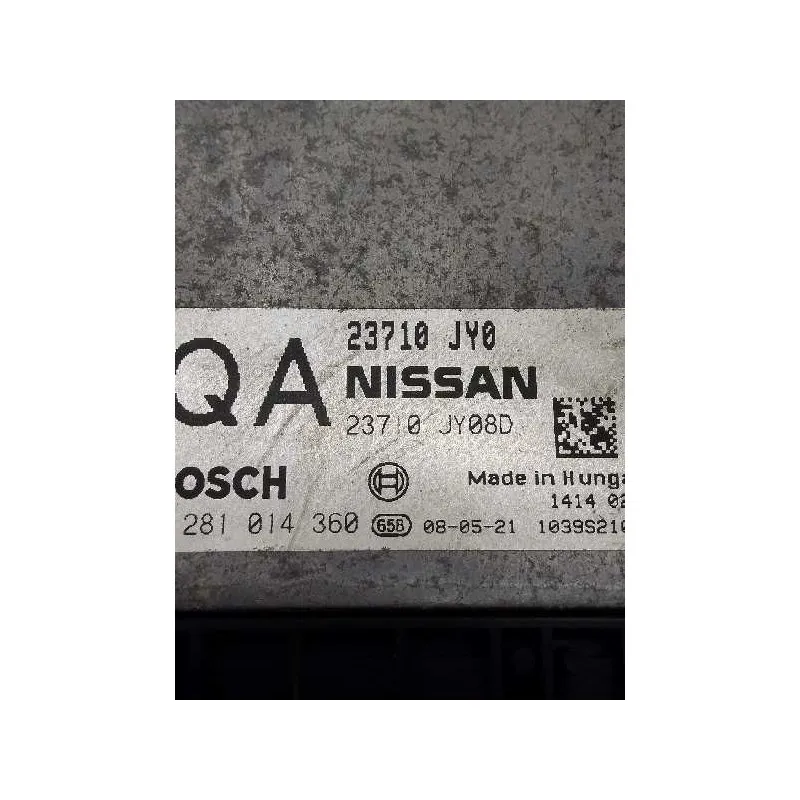 23710 JY0
QA NISSAN
23710 JY08D
OSCH Made in Hunga
1414 02
281 014 360 658 08-05-21 1039S210